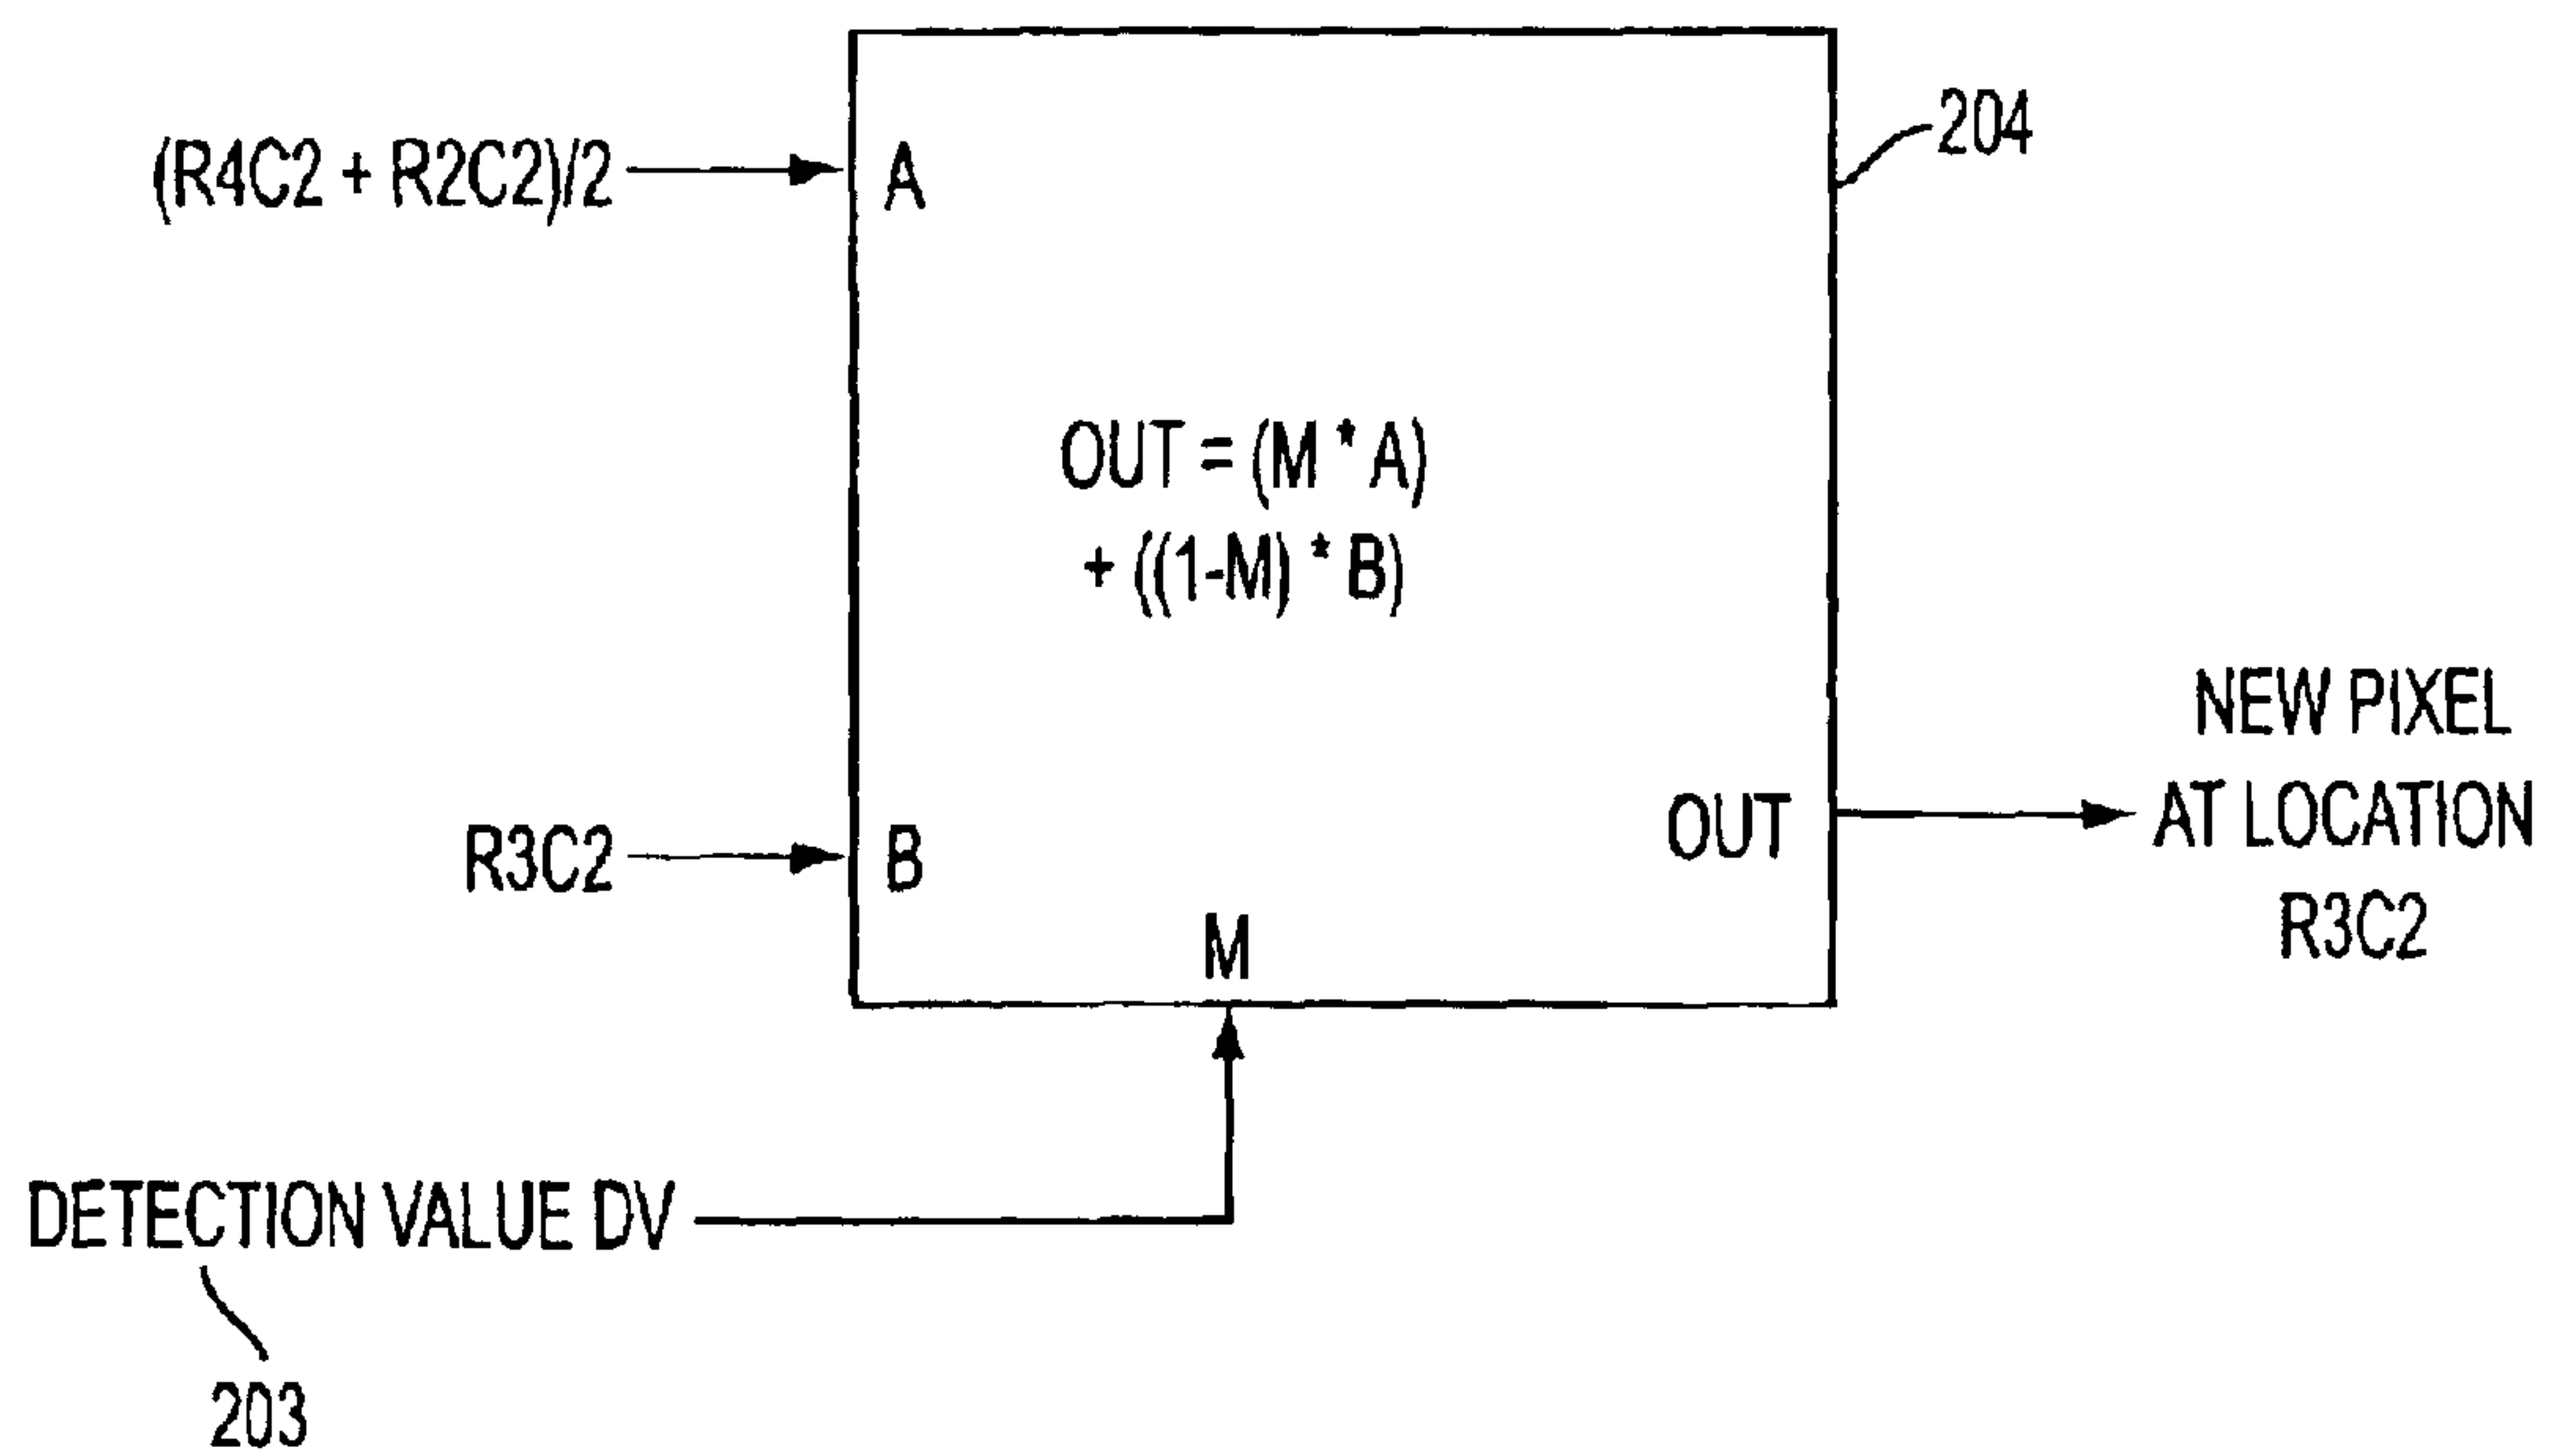 204
(R4C2 + R2C2)/2
A
OUT = (M * A)
+ ((1-M) * B)
R3C2
B
OUT
M
NEW PIXEL
AT LOCATION
R3C2
DETECTION VALUE DV
203